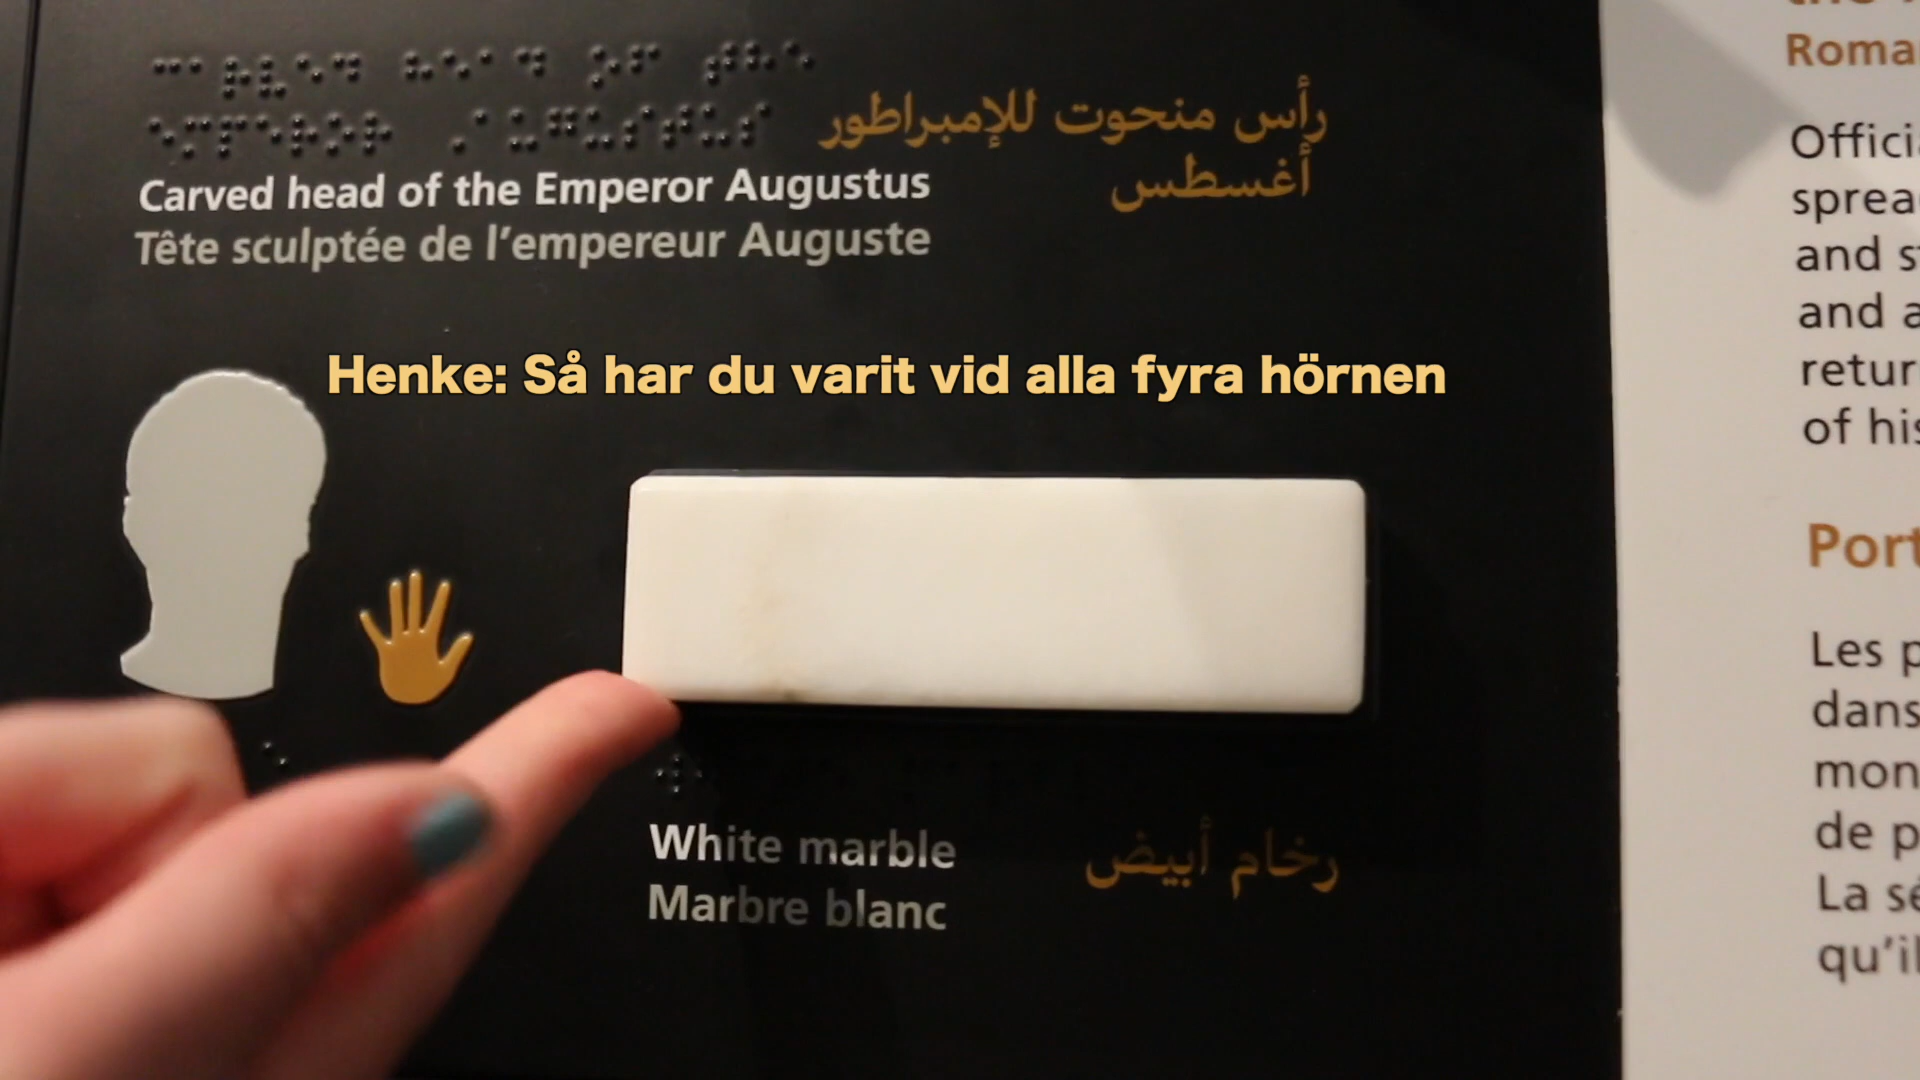 Carved head of the Emperor Augustus
Tête sculptée de l'empereur Auguste
رأس منحوت للإمبراطور
أغسطس
Henke: Så har du varit vid alla fyra hörnen
White marble
Marbre blanc
رخام أبيض
Roma
Offici
sprea
and s
and a
retur
of his
Port
Les p
dans
mon
de p
La sé
qu'il